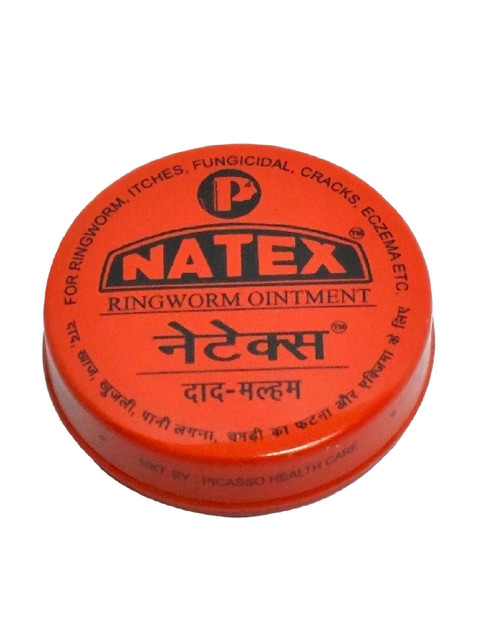 FOR RINGWORM, ITCHES, FUNGICIDAL, CRACKS, ECZEMA ETC.
P
NATEX
TM
RINGWORM OINTMENT
नेटेक्स
TM
दाद-मल्हम
दाद, खाज, खुजली, पानी लगना, चमड़ी का फटना और एक्जिमा के लिए
MKT. BY : PICASSO HEALTH CARE